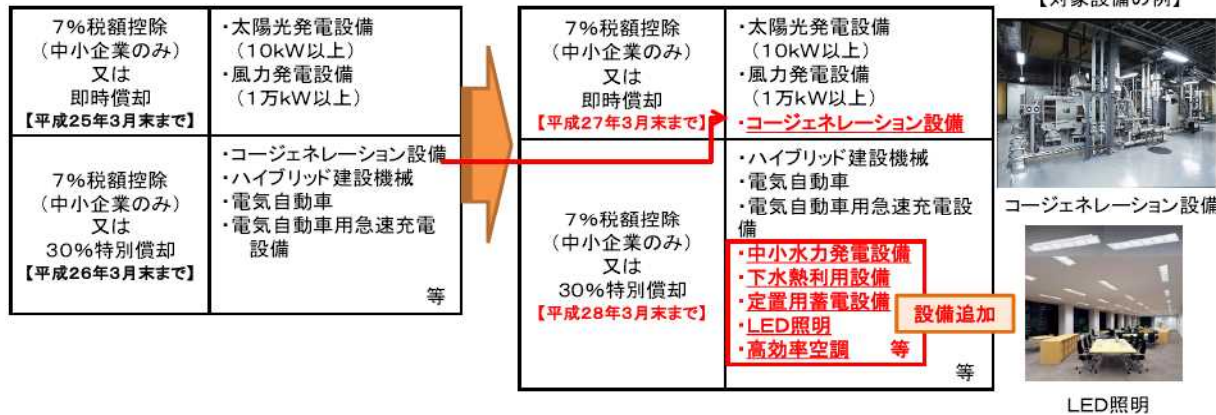 7%税額控除
(中小企業のみ)
又は
即時償却
【平成25年3月末まで】
・太陽光発電設備
(10kW以上)
・風力発電設備
(1万kW以上)
7%税額控除
(中小企業のみ)
又は
30%特別償却
【平成26年3月末まで】
・コージェネレーション設備
・ハイブリッド建設機械
・電気自動車
・電気自動車用急速充電
設備
等
7%税額控除
(中小企業のみ)
又は
即時償却
【平成27年3月末まで】
・太陽光発電設備
(10kW以上)
・風力発電設備
(1万kW以上)
・コージェネレーション設備
7%税額控除
(中小企業のみ)
又は
30%特別償却
【平成28年3月末まで】
・ハイブリッド建設機械
・電気自動車
・電気自動車用急速充電設
備
・中小水力発電設備
・下水熱利用設備
・定置用蓄電設備
・LED照明
・高効率空調 等
設備追加
等
【対象設備の例】
コージェネレーション設備
LED照明